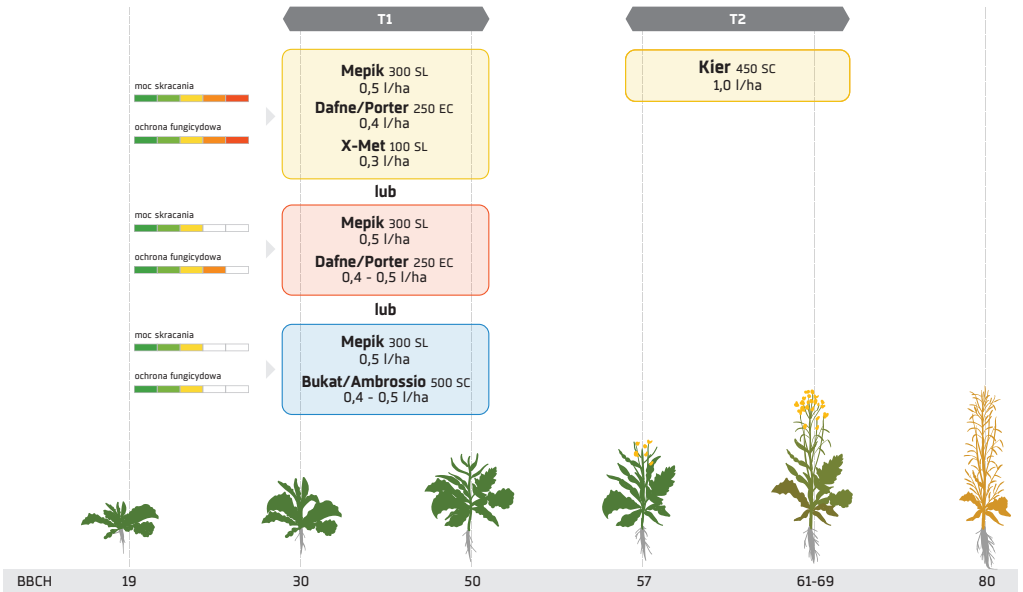 T1
T2
Mepik 300 SL
0,5 l/ha
Dafne/Porter 250 EC
0,4 l/ha
X-Met 100 SL
0,3 l/ha
Kier 450 SC
1,0 l/ha
moc skracania
ochrona fungicydowa
lub
moc skracania
ochrona fungicydowa
Mepik 300 SL
0,5 l/ha
Dafne/Porter 250 EC
0,4 - 0,5 l/ha
lub
moc skracania
ochrona fungicydowa
Mepik 300 SL
0,5 l/ha
Bukat/Ambrossio 500 SC
0,4 - 0,5 l/ha
BBCH 19 30 50 57 61-69 80